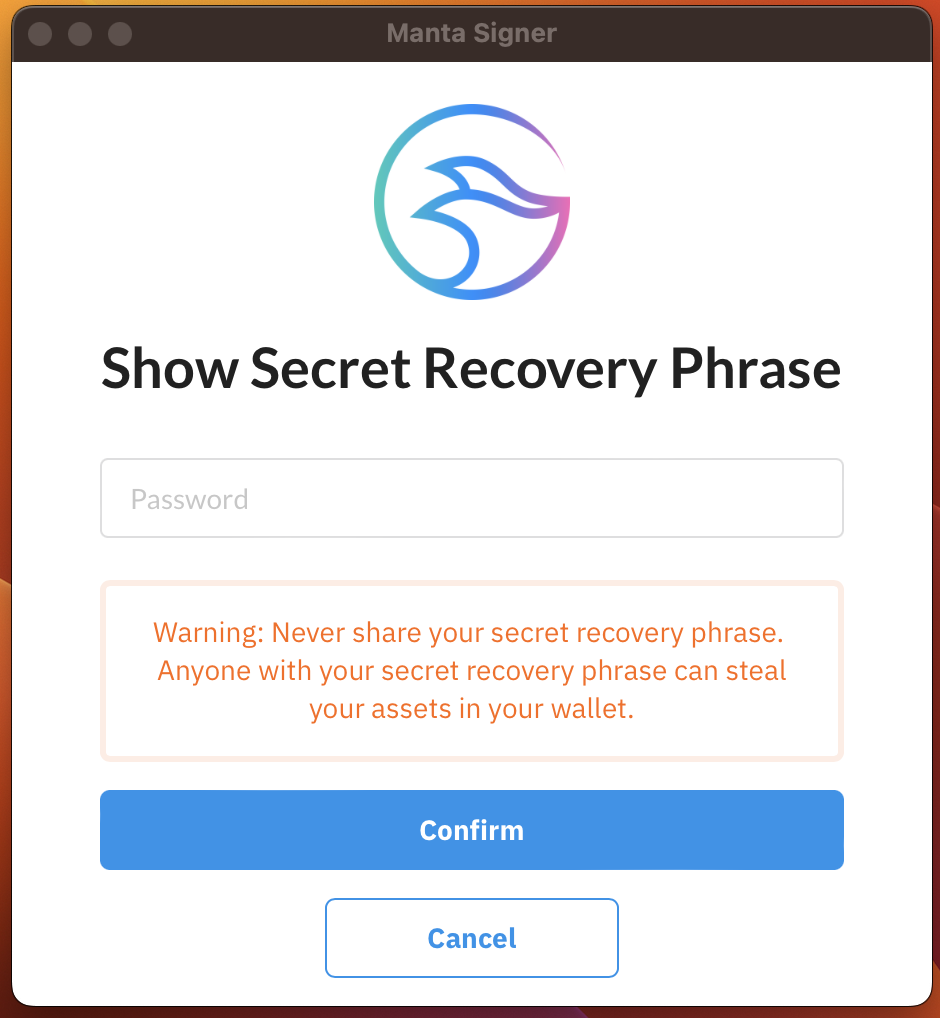 Manta Signer
Show Secret Recovery Phrase
Password
Warning: Never share your secret recovery phrase.
Anyone with your secret recovery phrase can steal
your assets in your wallet.
Confirm
Cancel